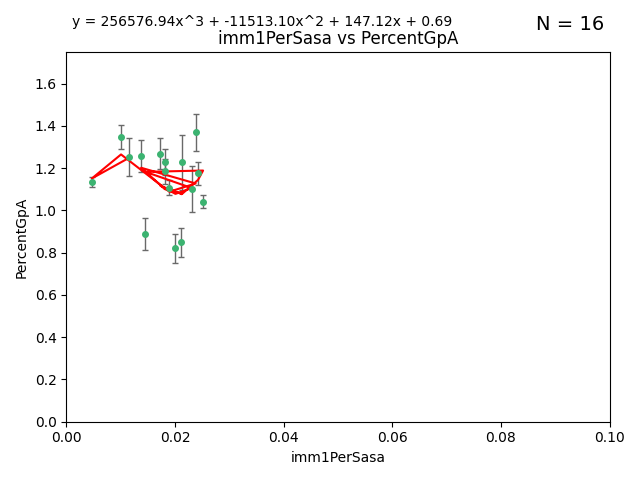 y = 256576.94x^3 + -11513.10x^2 + 147.12x + 0.69
N = 16
imm1PerSasa vs PercentGpA
PercentGpA
1.6
1.4
1.2
1.0
0.8
0.6
0.4
0.2
0.0
0.00 0.02 0.04 0.06 0.08 0.10
imm1PerSasa